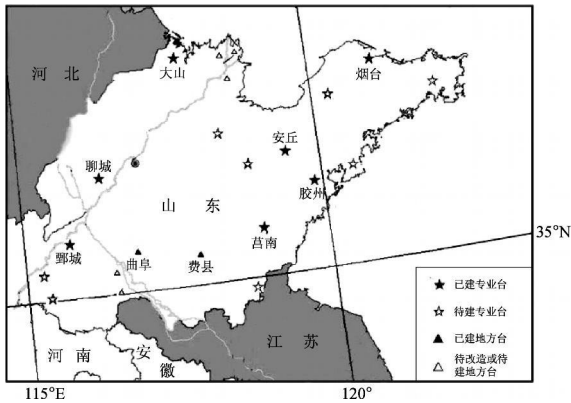 河北
大山
烟台
安丘
聊城
胶州
山东
莒南
鄄城
曲阜
费县
35°N
江苏
河南
安徽
115°E
120°
已建专业台
待建专业台
已建地方台
待改造或待
建地方台